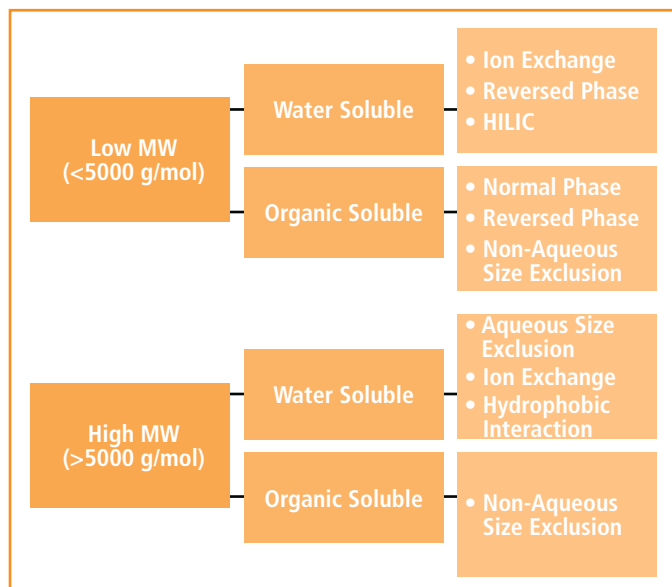 Low MW
(<5000 g/mol)
Water Soluble
• Ion Exchange
• Reversed Phase
• HILIC
Organic Soluble
• Normal Phase
• Reversed Phase
• Non-Aqueous
Size Exclusion
High MW
(>5000 g/mol)
Water Soluble
• Aqueous Size
Exclusion
• Ion Exchange
• Hydrophobic
Interaction
Organic Soluble
• Non-Aqueous
Size Exclusion